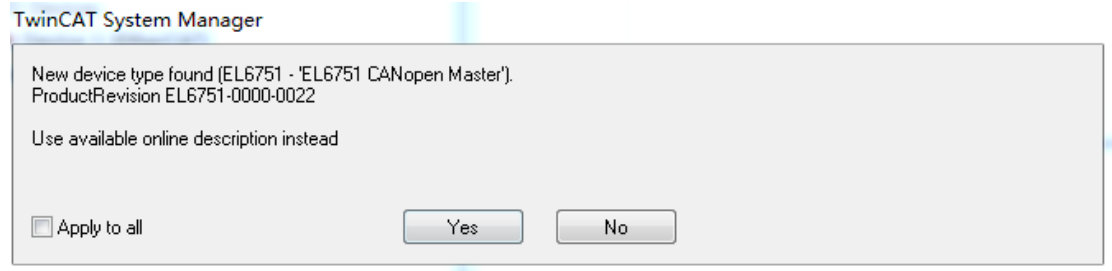 TwinCAT System Manager
New device type found (EL6751 - 'EL6751 CANopen Master').
ProductRevision EL6751-0000-0022
Use available online description instead
Apply to all
Yes
No